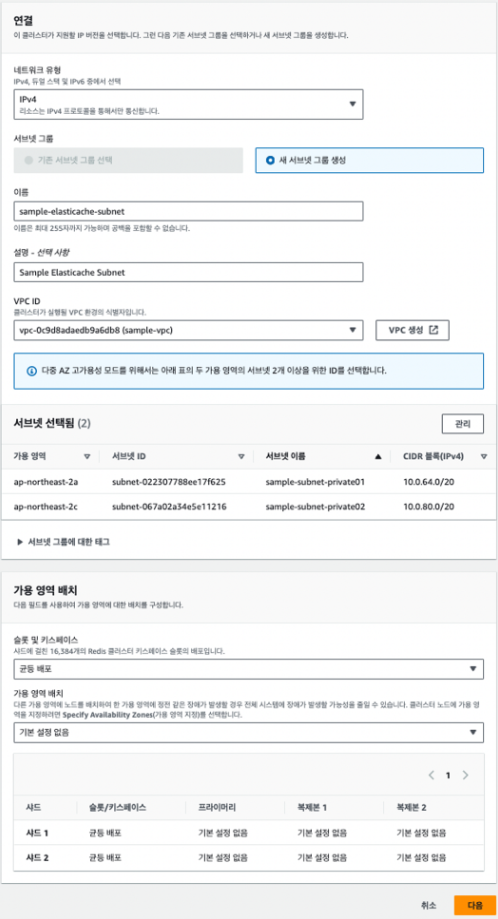 연결
이 클러스터가 지원할 IP 버전을 선택합니다. 그런 다음 기존 서브넷 그룹을 선택하거나 새 서브넷 그룹을 생성합니다.
네트워크 유형
IPv4, 듀얼 스택 및 IPv6 중에서 선택
IPv4
리소스는 IPv4 프로토콜을 통해서만 통신합니다.
서브넷 그룹
기존 서브넷 그룹 선택
새 서브넷 그룹 생성
이름
sample-elasticache-subnet
이름은 최대 255자까지 가능하며 공백을 포함할 수 없습니다.
설명 - 선택 사항
Sample Elasticache Subnet
VPC ID
클러스터가 실행될 VPC 환경의 식별자입니다.
vpc-0c9d8adaedb9a6db8 (sample-vpc)
VPC 생성
다중 AZ 고가용성 모드를 위해서는 아래 표의 두 가용 영역의 서브넷 2개 이상을 위한 ID를 선택합니다.
서브넷 선택됨 (2)
관리
가용 영역 서브넷 ID 서브넷 이름 CIDR 블록(IPv4)
ap-northeast-2a subnet-022307788ee17f625 sample-subnet-private01 10.0.64.0/20
ap-northeast-2c subnet-067a02a34e5e11216 sample-subnet-private02 10.0.80.0/20
서브넷 그룹에 대한 태그
가용 영역 배치
다음 필드를 사용하여 가용 영역에 대한 배치를 구성합니다.
슬롯 및 키스페이스
샤드에 걸친 16,384개의 Redis 클러스터 키스페이스 슬롯의 배포입니다.
균등 배포
가용 영역 배치
다른 가용 영역에 노드를 배치하여 한 가용 영역에 정전 같은 장애가 발생할 경우 전체 시스템에 장애가 발생할 가능성을 줄일 수 있습니다. 클러스터 노드에 가용 영
역을 지정하려면 Specify Availability Zones(가용 영역 지정)를 선택합니다.
기본 설정 없음
1
샤드 슬롯/키스페이스 프라이머리 복제본 1 복제본 2
샤드 1 균등 배포 기본 설정 없음 기본 설정 없음 기본 설정 없음
샤드 2 균등 배포 기본 설정 없음 기본 설정 없음 기본 설정 없음
취소
다음